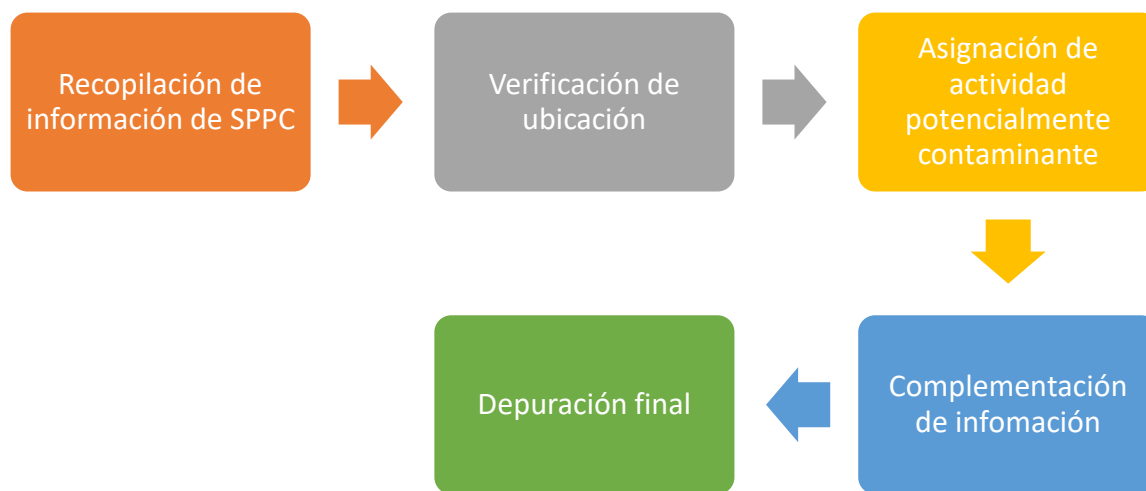 Recopilación de
información de SPPC
Verificación de
ubicación
Asignación de
actividad
potencialmente
contaminante
Complementación
de infomación
Depuración final